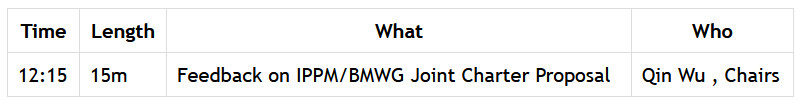 Time Length What Who
12:15 15m Feedback on IPPM/BMWG Joint Charter Proposal Qin Wu , Chairs